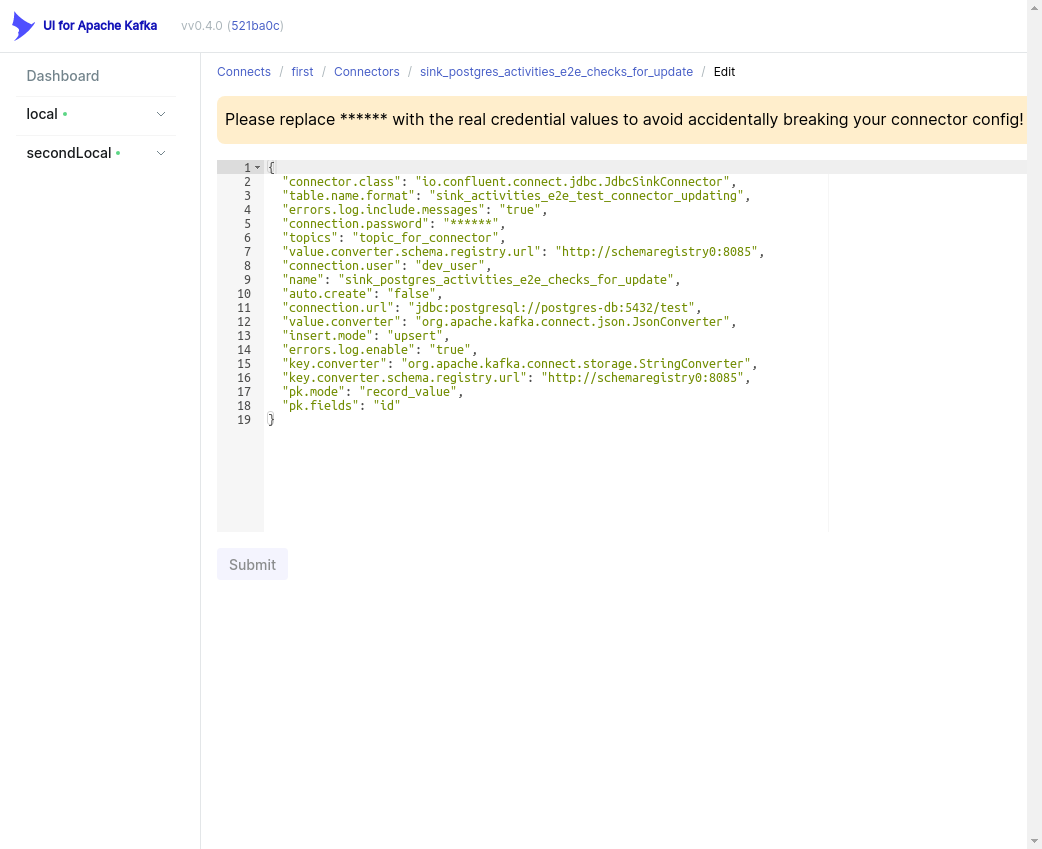 UI for Apache Kafka vv0.4.0 (521ba0c)
Dashboard
local
secondLocal
Connects / first / Connectors / sink_postgres_activities_e2e_checks_for_update / Edit
Please replace ****** with the real credential values to avoid accidentally breaking your connector config!
1 {
2 "connector.class": "io.confluent.connect.jdbc.JdbcSinkConnector",
3 "table.name.format": "sink_activities_e2e_test_connector_updating",
4 "errors.log.include.messages": "true",
5 "connection.password": "******",
6 "topics": "topic_for_connector",
7 "value.converter.schema.registry.url": "http://schemaregistry0:8085",
8 "connection.user": "dev_user",
9 "name": "sink_postgres_activities_e2e_checks_for_update",
10 "auto.create": "false",
11 "connection.url": "jdbc:postgresql://postgres-db:5432/test",
12 "value.converter": "org.apache.kafka.connect.json.JsonConverter",
13 "insert.mode": "upsert",
14 "errors.log.enable": "true",
15 "key.converter": "org.apache.kafka.connect.storage.StringConverter",
16 "key.converter.schema.registry.url": "http://schemaregistry0:8085",
17 "pk.mode": "record_value",
18 "pk.fields": "id"
19 }
Submit